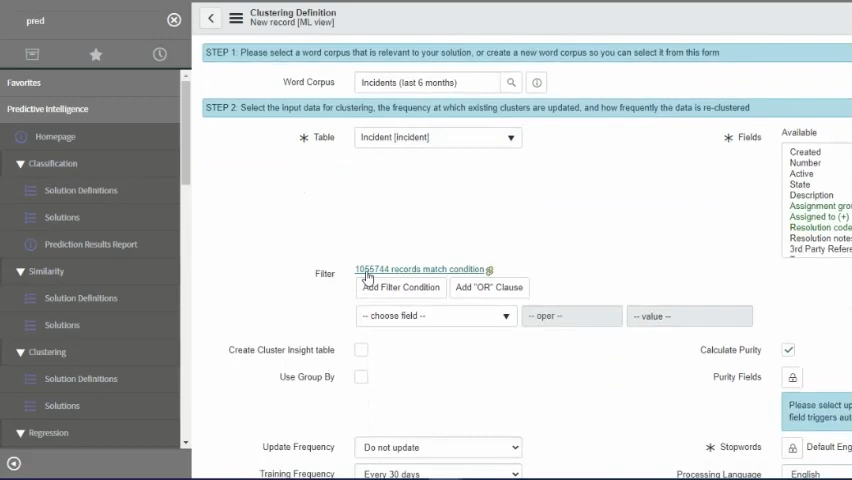 pred
Clustering Definition
New record [ML view]
Favorites
Predictive Intelligence
Homepage
Classification
Solution Definitions
Solutions
Prediction Results Report
Similarity
Solution Definitions
Solutions
Clustering
Solution Definitions
Solutions
Regression
STEP 1: Please select a word corpus that is relevant to your solution, or create a new word corpus so you can select it from this form
Word Corpus
Incidents (last 6 months)
STEP 2: Select the input data for clustering, the frequency at which existing clusters are updated, and how frequently the data is re-clustered
Table
Incident [incident]
Fields
Available
Created
Number
Active
State
Description
Assignment grou
Assigned to (+)
Resolution code
Resolution notes
3rd Party Refere
Filter
1055744 records match condition
Add Filter Condition
Add "OR" Clause
-- choose field --
-- oper --
-- value --
Create Cluster Insight table
Calculate Purity
Use Group By
Purity Fields
Please select up
field triggers aut
Update Frequency
Do not update
Stopwords
Default Eng
Training Frequency
Every 30 days
Processing Language
English